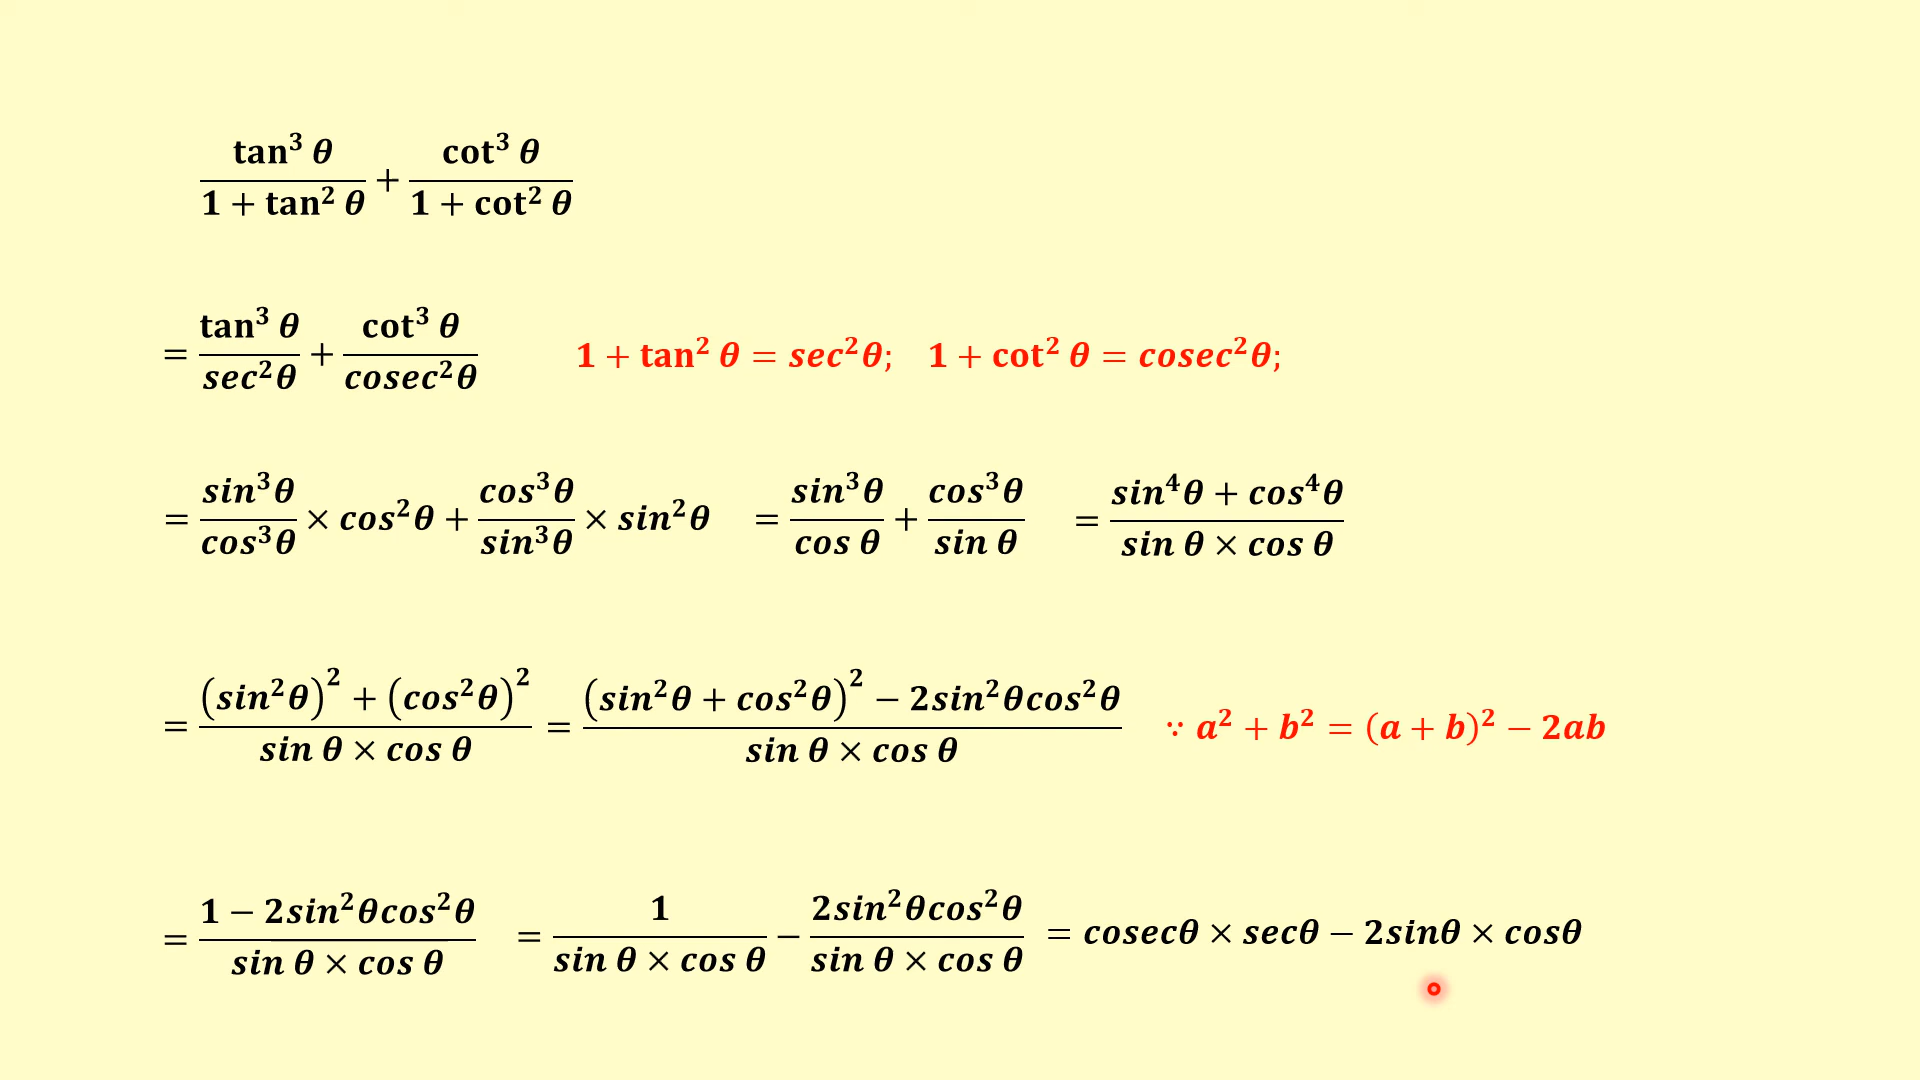 tan³ θ / 1 + tan² θ + cot³ θ / 1 + cot² θ
= tan³ θ / sec²θ + cot³ θ / cosec²θ 1 + tan² θ = sec²θ; 1 + cot² θ = cosec²θ;
= sin³θ / cos³θ × cos²θ + cos³θ / sin³θ × sin²θ = sin³θ / cos θ + cos³θ / sin θ = sin⁴θ + cos⁴θ / sin θ × cos θ
= (sin²θ)² + (cos²θ)² / sin θ × cos θ = (sin²θ + cos²θ)² − 2sin²θcos²θ / sin θ × cos θ ∵ a² + b² = (a + b)² − 2ab
= 1 − 2sin²θcos²θ / sin θ × cos θ = 1 / sin θ × cos θ − 2sin²θcos²θ / sin θ × cos θ = cosecθ × secθ − 2sinθ × cosθ